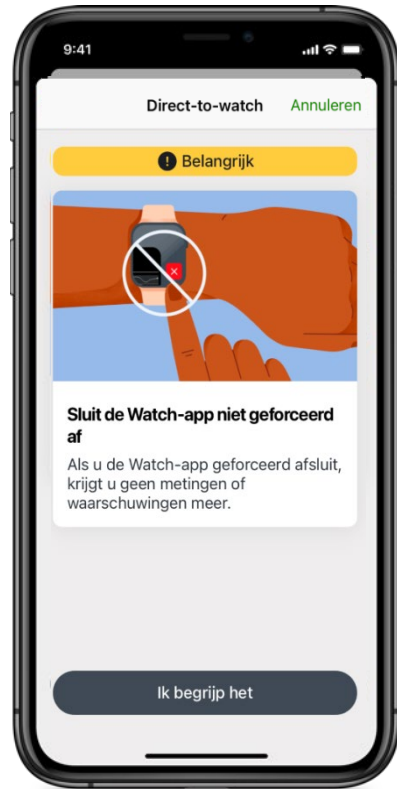 9:41
Direct-to-watch
Annuleren
Belangrijk
Sluit de Watch-app niet geforceerd
af
Als u de Watch-app geforceerd afsluit,
krijgt u geen metingen of
waarschuwingen meer.
Ik begrijp het